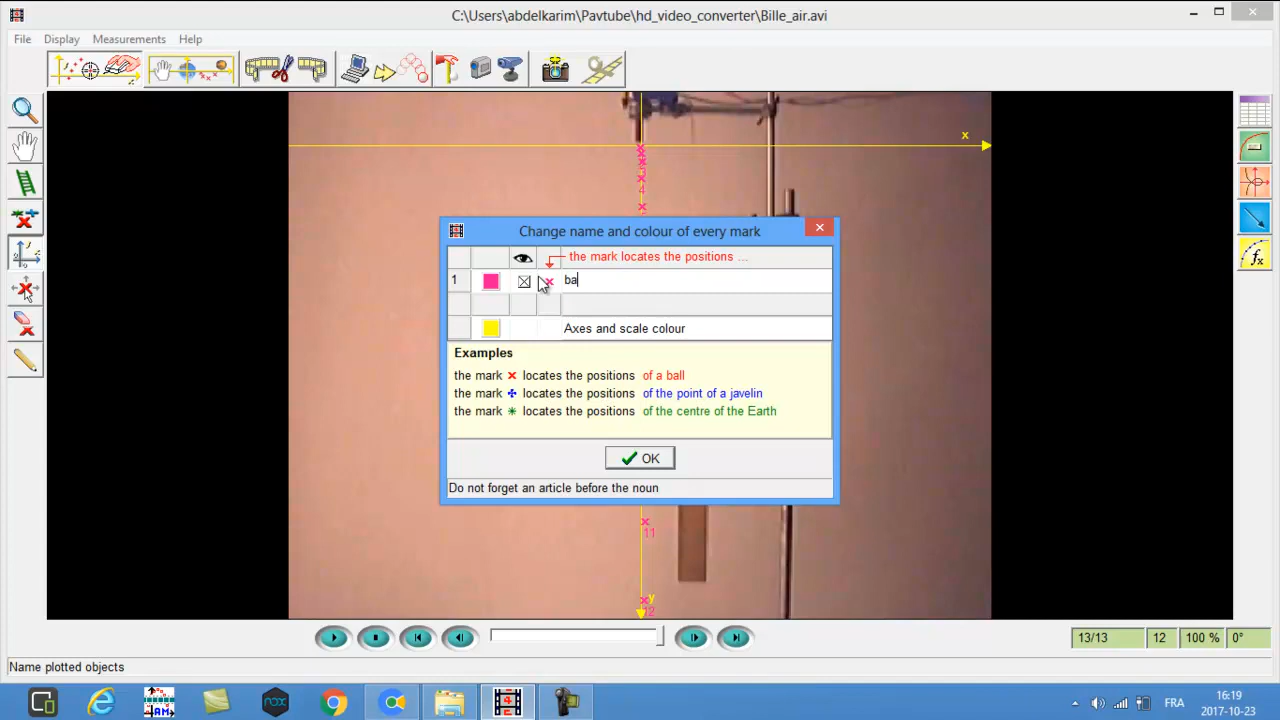 C:\Users\abdelkarim\Pavtube\hd_video_converter\Bille_air.avi
File Display Measurements Help
x
4
Change name and colour of every mark
the mark locates the positions ...
1 ba
Axes and scale colour
Examples
the mark × locates the positions of a ball
the mark locates the positions of the point of a javelin
the mark locates the positions of the centre of the Earth
OK
Do not forget an article before the noun
11
y
12
13/13 12 100 % 0°
Name plotted objects
FRA
16:19
2017-10-23